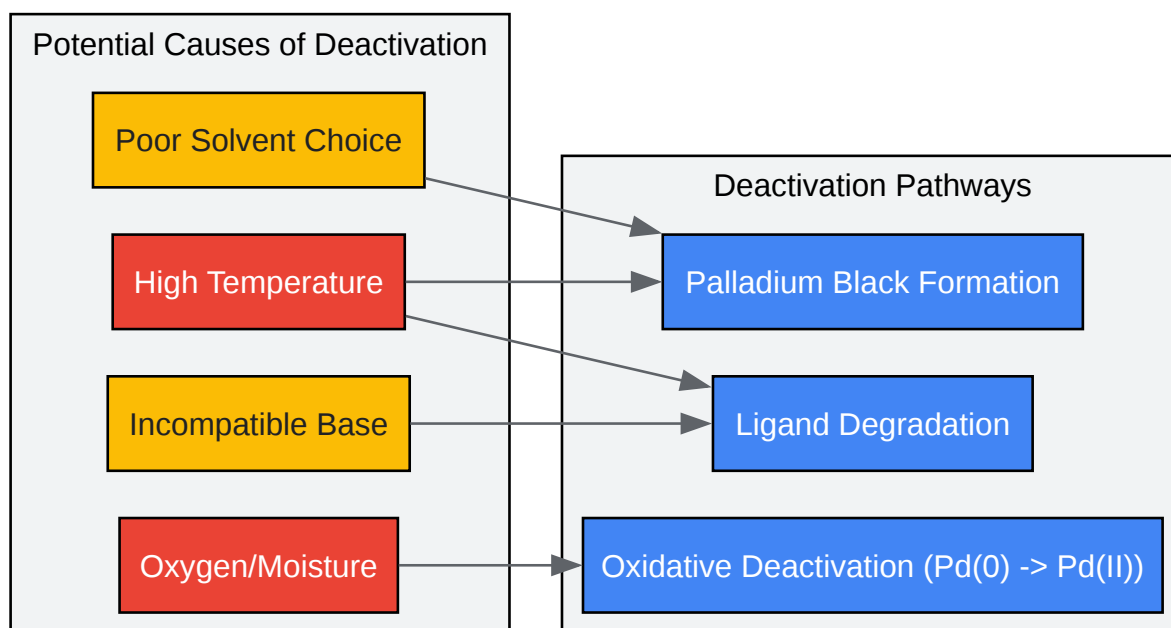 Potential Causes of Deactivation
Poor Solvent Choice
High Temperature
Incompatible Base
Oxygen/Moisture
Deactivation Pathways
Palladium Black Formation
Ligand Degradation
Oxidative Deactivation (Pd(0) -> Pd(II))